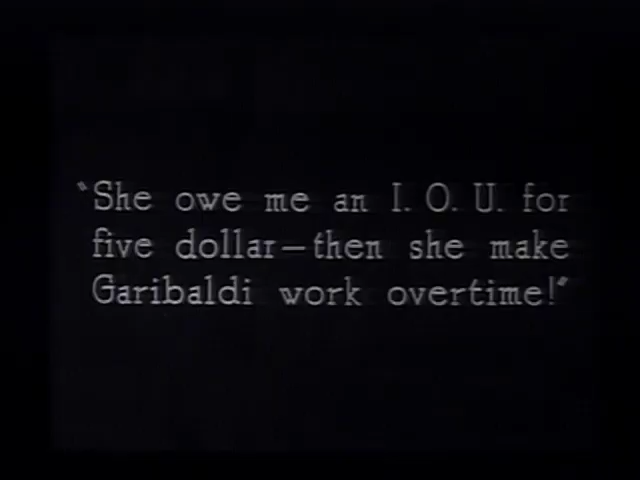 "She owe me an I. O. U. for
five dollar—then she make
Garibaldi work overtime!"